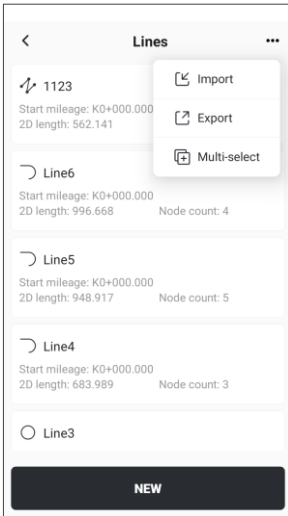 Lines
1123
Start mileage: K0+000.000
2D length: 562.141
Import
Export
Multi-select
Line6
Start mileage: K0+000.000
2D length: 996.668 Node count: 4
Line5
Start mileage: K0+000.000
2D length: 948.917 Node count: 5
Line4
Start mileage: K0+000.000
2D length: 683.989 Node count: 3
Line3
NEW